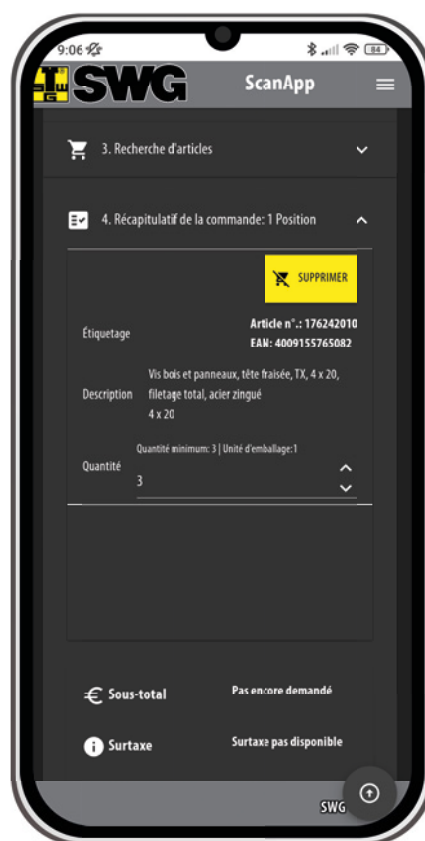 9:06
84
SWG
ScanApp
3. Recherche d'articles
4. Récapitulatif de la commande: 1 Position
SUPPRIMER
Étiquetage
Article n°.: 176242010
EAN: 4009155765082
Description
Vis bois et panneaux, tête fraisée, TX, 4 x 20,
filetage total, acier zingué
4 x 20
Quantité
Quantité minimum: 3 | Unité d'emballage:1
3
€ Sous-total
Pas encore demandé
Surtaxe
Surtaxe pas disponible
SWG